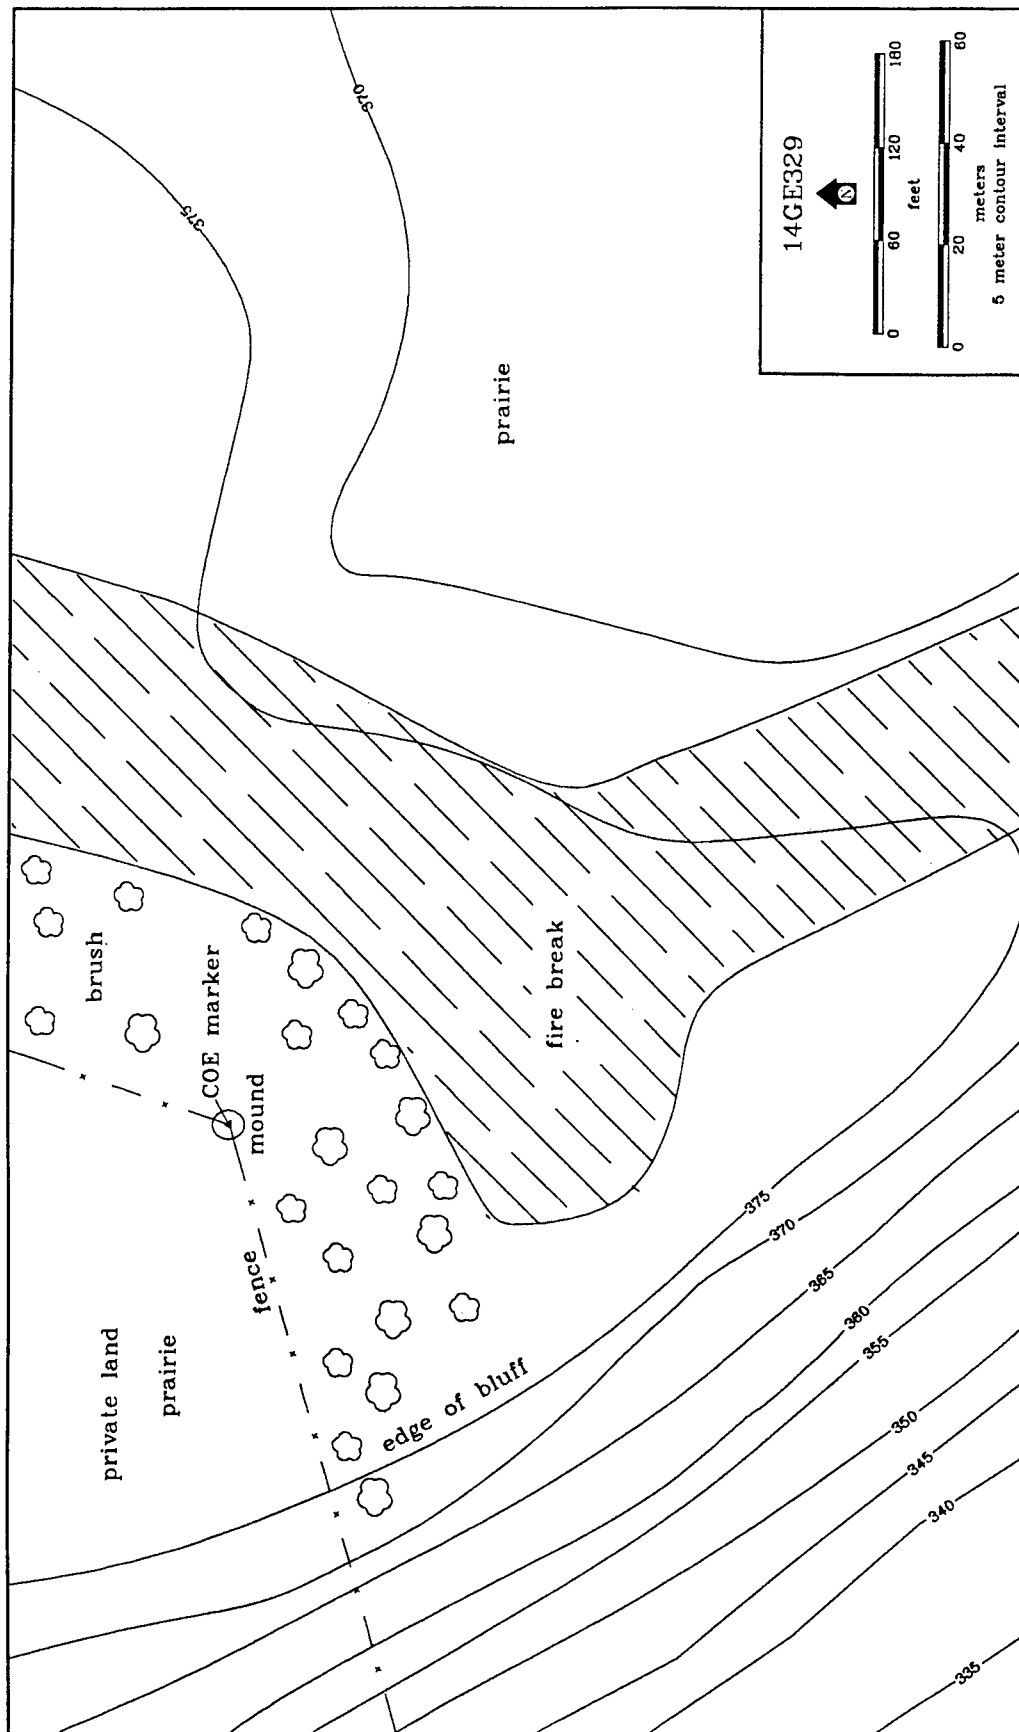 private land
prairie
fence
mound
COE marker
brush
edge of bluff
fire break
prairie
375
370
375
370
365
360
355
350
345
340
335
14GE329
N
0 60 120 180
feet
0 20 40 60
meters
5 meter contour interval